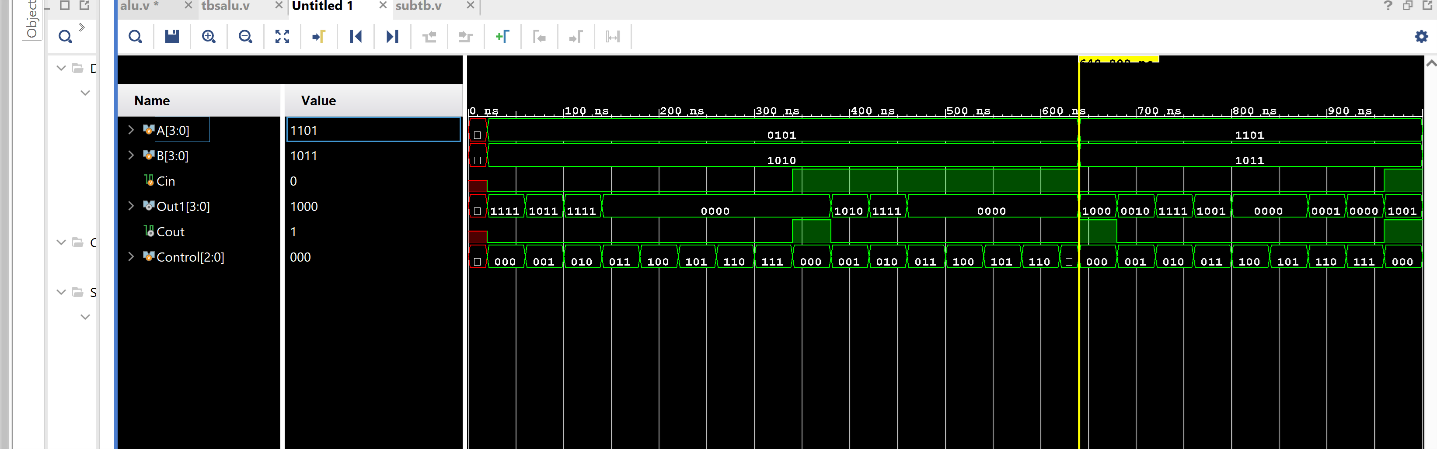 Object
alu.v * × tbsalu.v × Untitled 1 × subtb.v ×
?
Name Value
0 ns 100 ns 200 ns 300 ns 400 ns 500 ns 600 ns 700 ns 800 ns 900 ns
A[3:0] 1101 0101 1101
B[3:0] 1011 1010 1011
Cin 0
Out1[3:0] 1000 1111 1011 1111 0000 1010 1111 0000 1000 0010 1111 1001 0000 0001 0000 1001
Cout 1
Control[2:0] 000 000 001 010 011 100 101 110 111 000 001 010 011 100 101 110 000 001 010 011 100 101 110 111 000